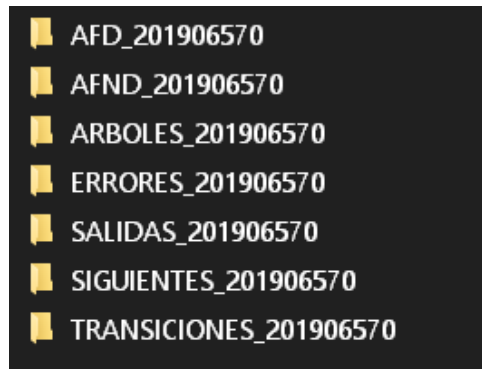 AFD_201906570
AFND_201906570
ARBOLES_201906570
ERRORES_201906570
SALIDAS_201906570
SIGUIENTES_201906570
TRANSICIONES_201906570